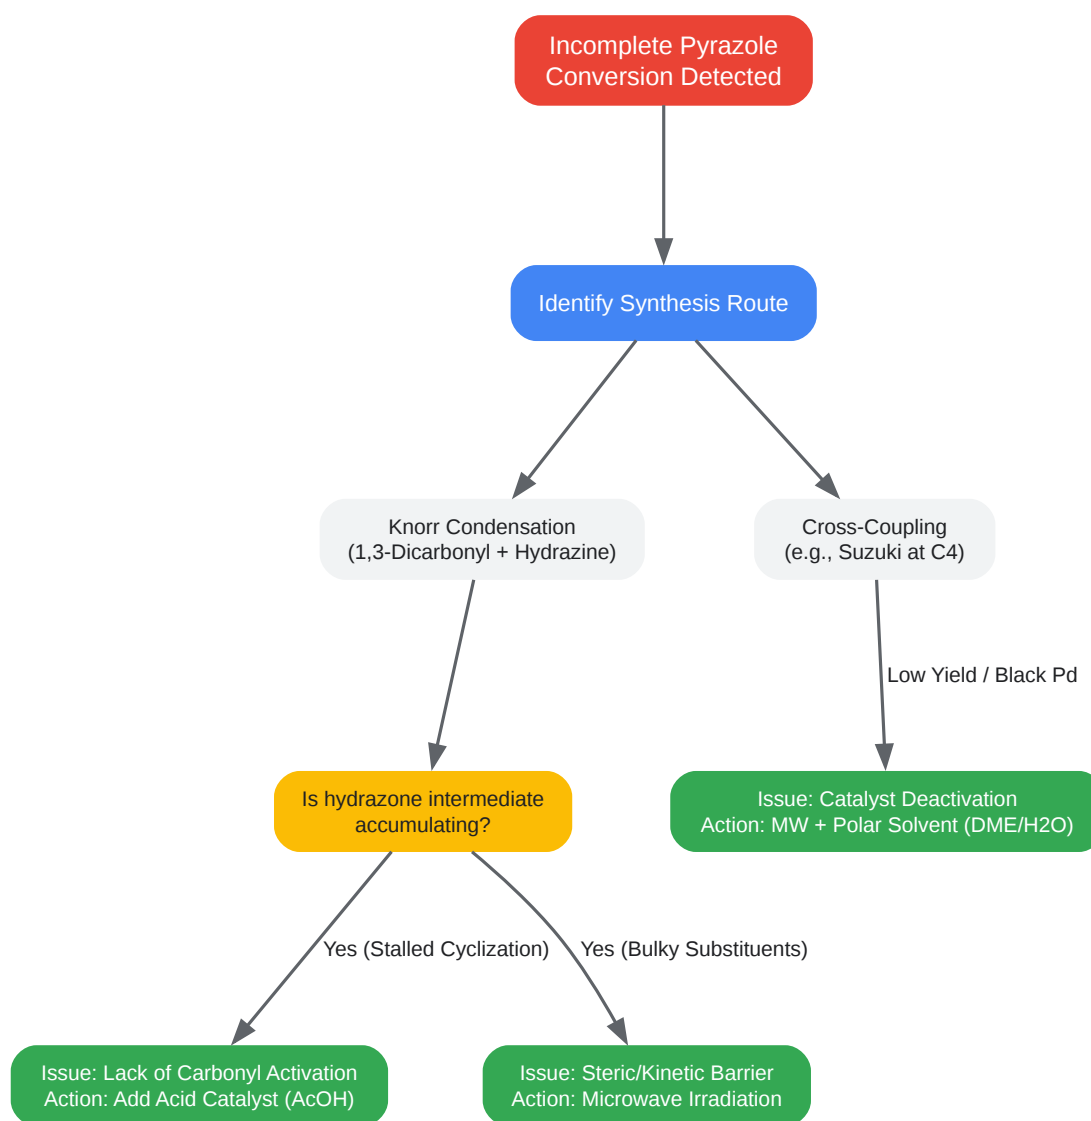 Incomplete Pyrazole
Conversion Detected
Identify Synthesis Route
Knorr Condensation
(1,3-Dicarbonyl + Hydrazine)
Cross-Coupling
(e.g., Suzuki at C4)
Low Yield / Black Pd
Is hydrazone intermediate
accumulating?
Issue: Catalyst Deactivation
Action: MW + Polar Solvent (DME/H2O)
Yes (Stalled Cyclization)
Yes (Bulky Substituents)
Issue: Lack of Carbonyl Activation
Action: Add Acid Catalyst (AcOH)
Issue: Steric/Kinetic Barrier
Action: Microwave Irradiation